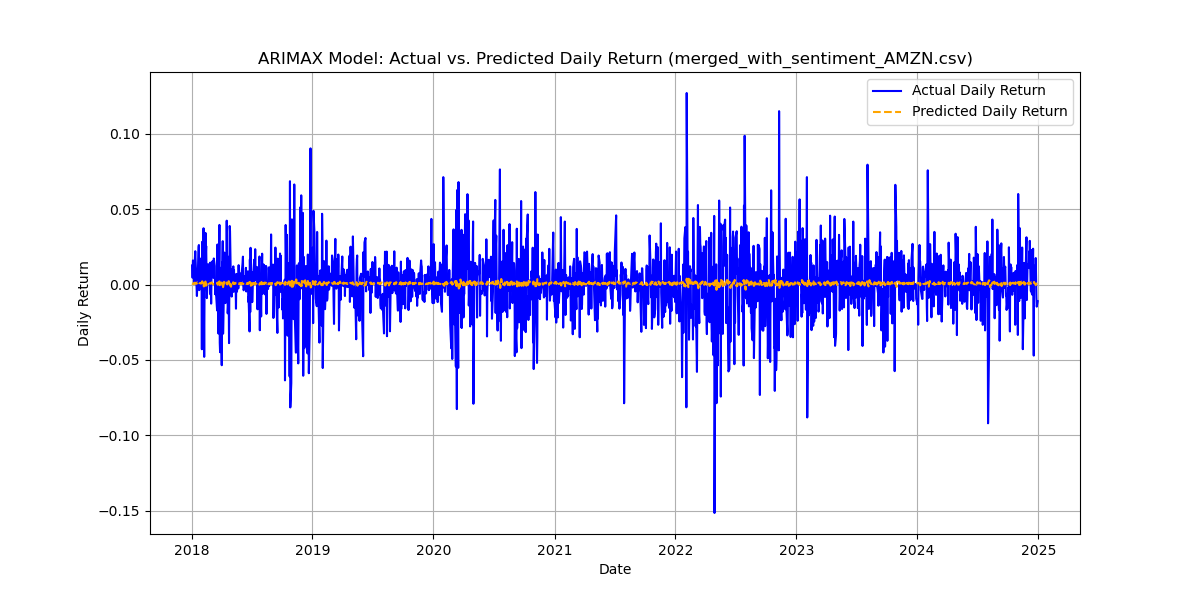 ARIMAX Model: Actual vs. Predicted Daily Return (merged_with_sentiment_AMZN.csv)
Actual Daily Return
Predicted Daily Return
0.10
0.05
0.00
−0.05
−0.10
−0.15
Daily Return
2018 2019 2020 2021 2022 2023 2024 2025
Date